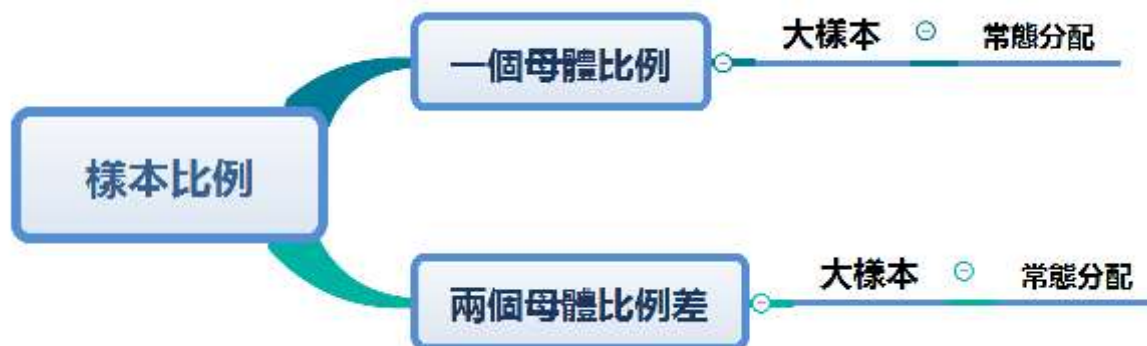 樣本比例
一個母體比例
大樣本
常態分配
兩個母體比例差
大樣本
常態分配